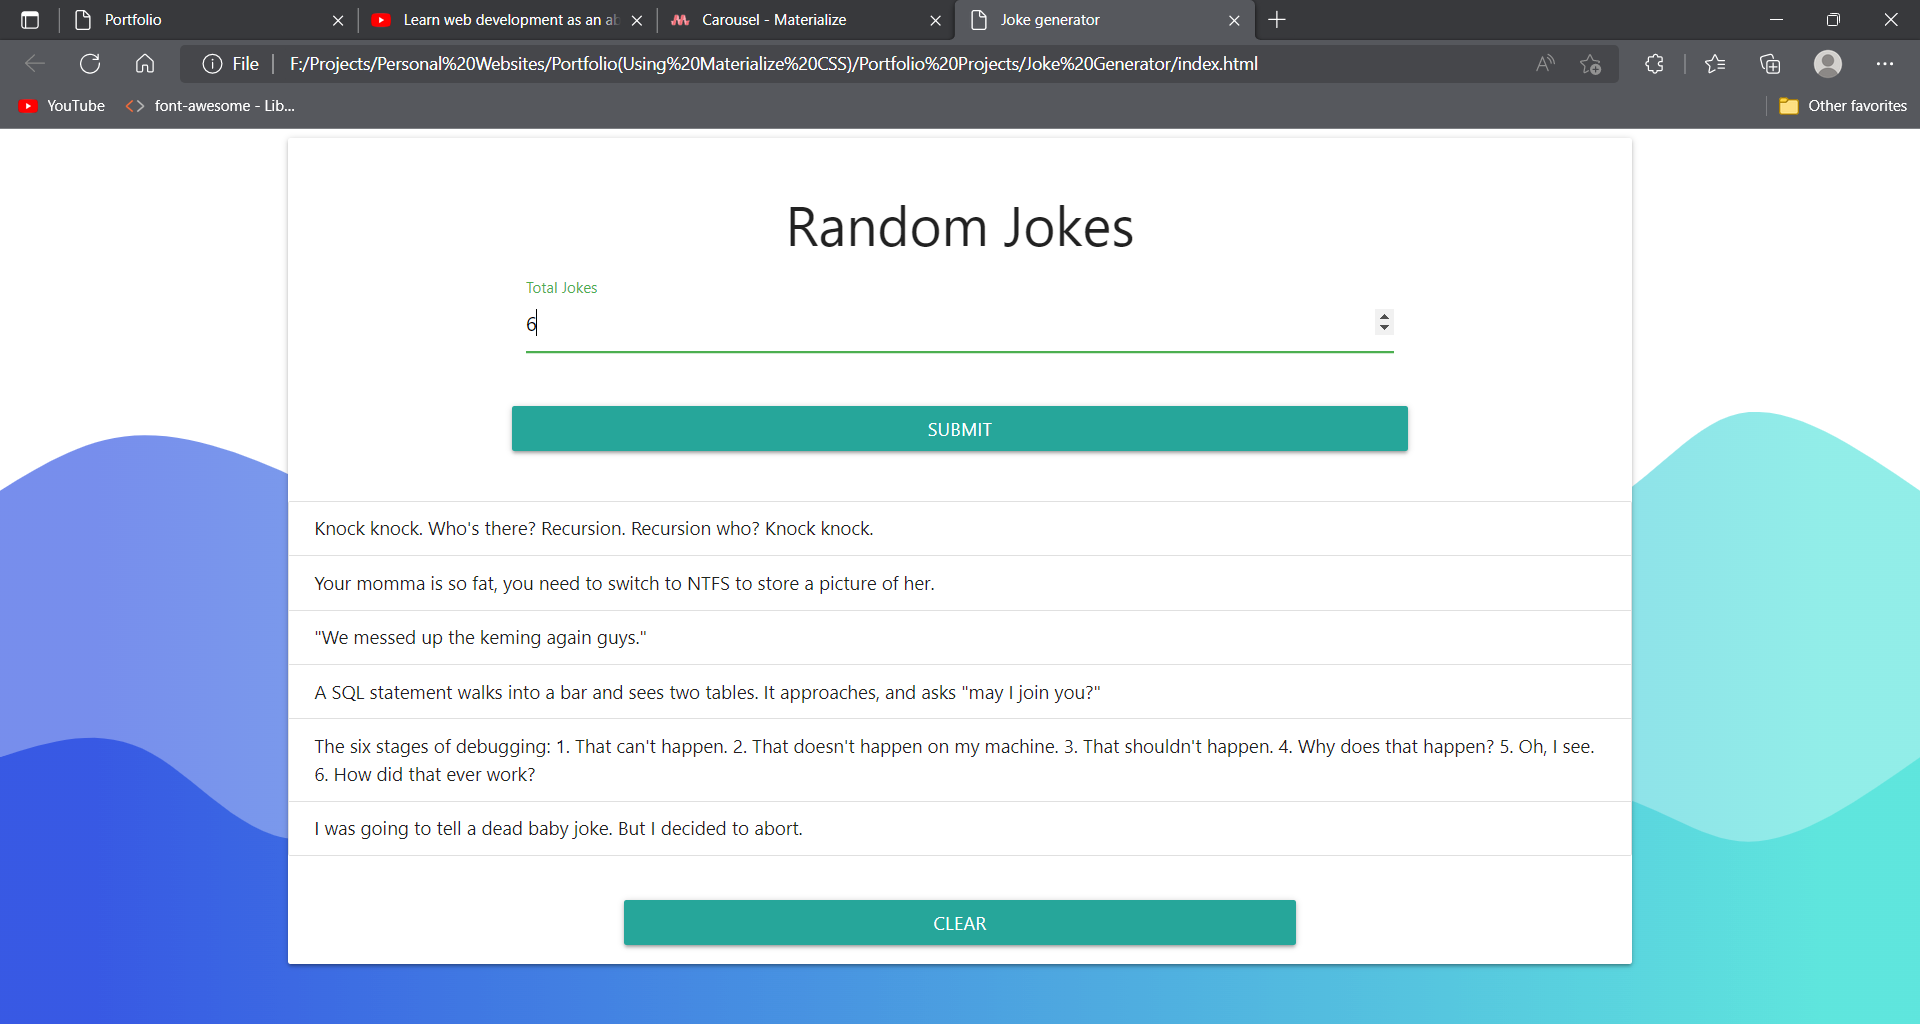 Portfolio
Learn web development as an ab
Carousel - Materialize
Joke generator
File
F:/Projects/Personal%20Websites/Portfolio(Using%20Materialize%20CSS)/Portfolio%20Projects/Joke%20Generator/index.html
YouTube
font-awesome - Lib...
Other favorites
Random Jokes
Total Jokes
6
SUBMIT
Knock knock. Who's there? Recursion. Recursion who? Knock knock.
Your momma is so fat, you need to switch to NTFS to store a picture of her.
"We messed up the keming again guys."
A SQL statement walks into a bar and sees two tables. It approaches, and asks "may I join you?"
The six stages of debugging: 1. That can't happen. 2. That doesn't happen on my machine. 3. That shouldn't happen. 4. Why does that happen? 5. Oh, I see.
6. How did that ever work?
I was going to tell a dead baby joke. But I decided to abort.
CLEAR